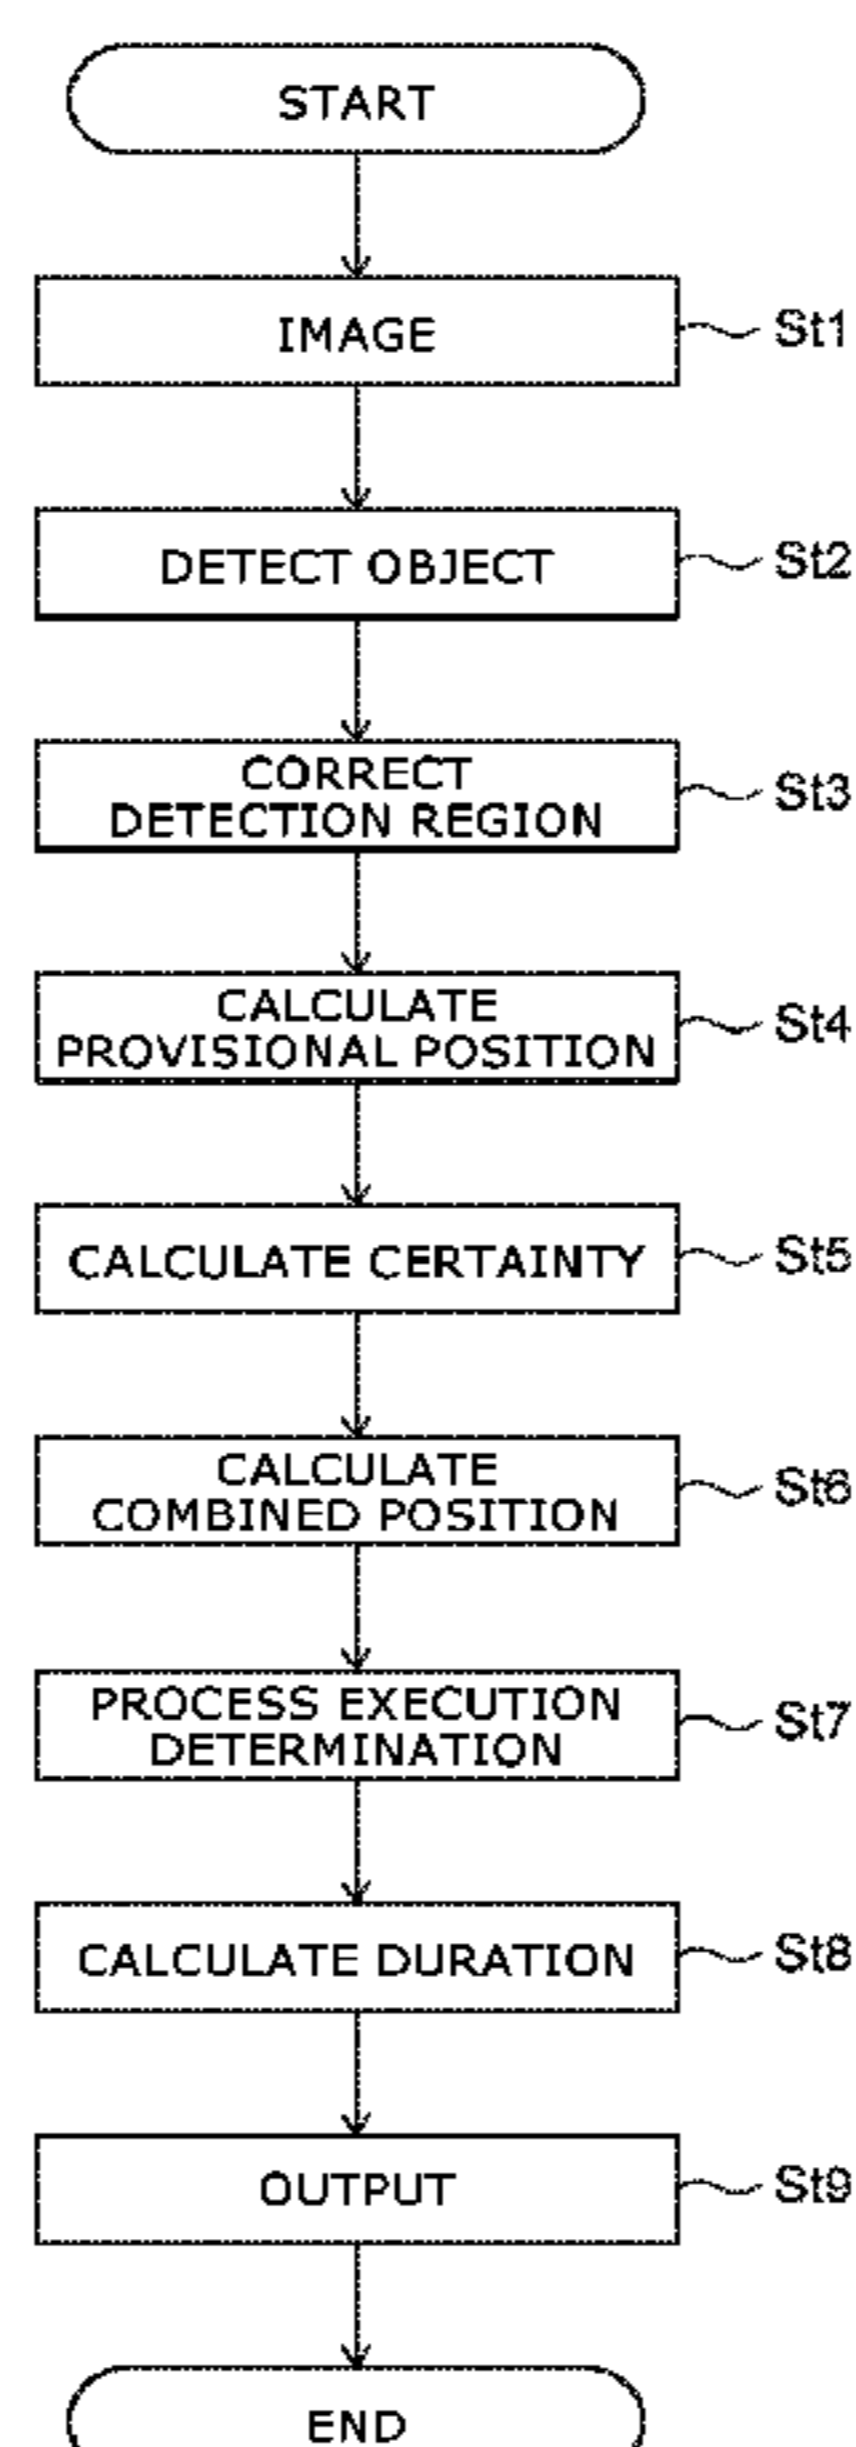 START
IMAGE
St1
DETECT OBJECT
St2
CORRECT
DETECTION REGION
St3
CALCULATE
PROVISIONAL POSITION
St4
CALCULATE CERTAINTY
St5
CALCULATE
COMBINED POSITION
St6
PROCESS EXECUTION
DETERMINATION
St7
CALCULATE DURATION
St8
OUTPUT
St9
END